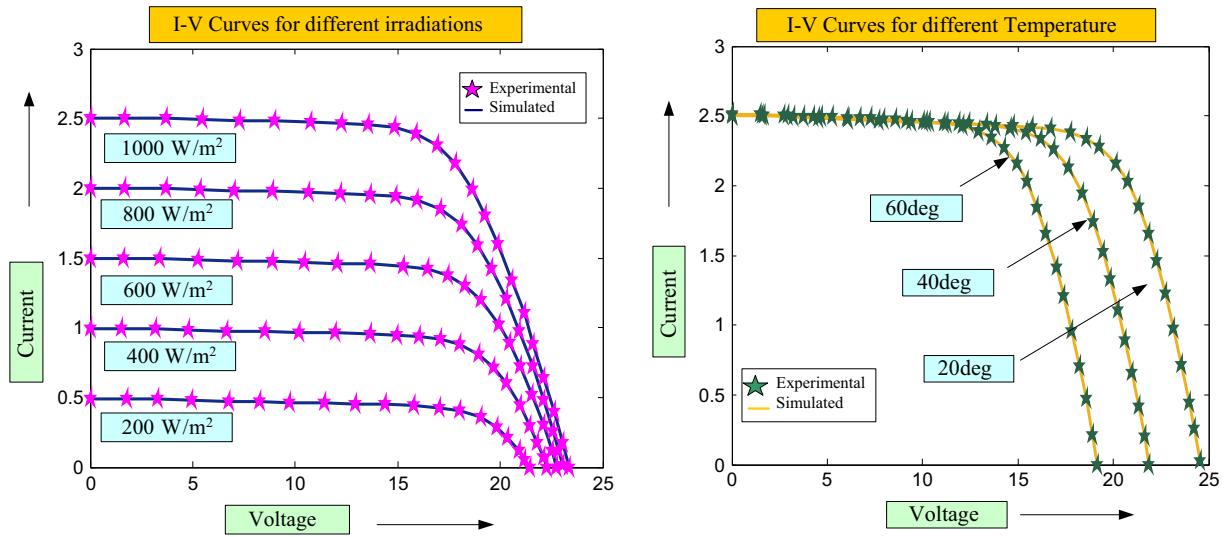 I-V Curves for different irradiations
3
2.5
2
1.5
1
0.5
0
Current
Experimental
Simulated
1000 W/m²
800 W/m²
600 W/m²
400 W/m²
200 W/m²
0 5 10 15 20 25
Voltage
I-V Curves for different Temperature
3
2.5
2
1.5
1
0.5
0
Current
60deg
40deg
20deg
Experimental
Simulated
0 5 10 15 20 25
Voltage